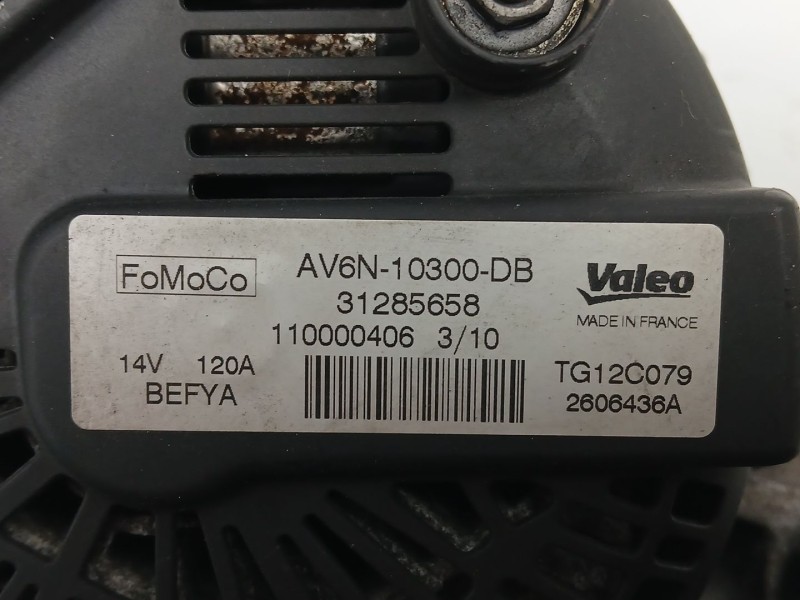 FoMoCo AV6N-10300-DB Valeo
31285658
MADE IN FRANCE
110000406 3/10
14V 120A TG12C079
BEFYA 2606436A